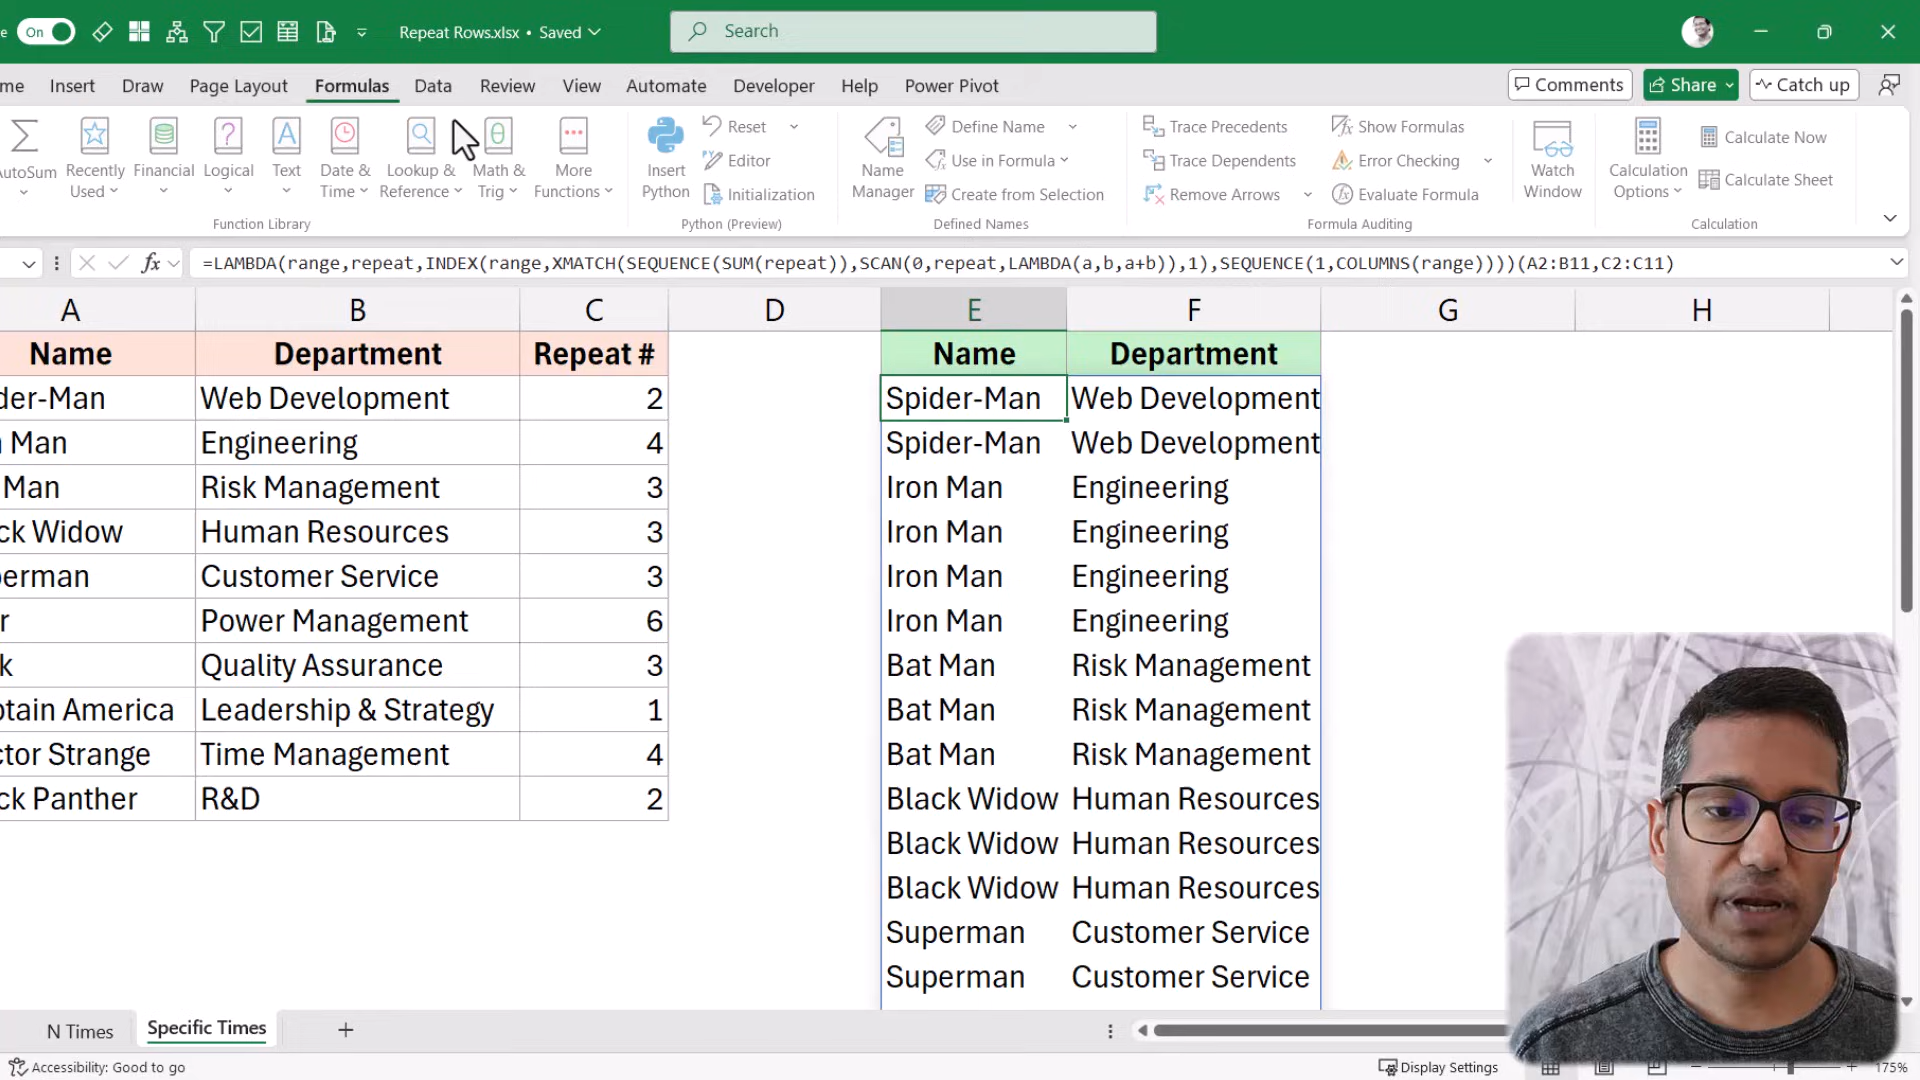 e On Repeat Rows.xlsx • Saved Search
me Insert Draw Page Layout Formulas Data Review View Automate Developer Help Power Pivot Comments Share Catch up
AutoSum Recently Used Financial Logical Text Date & Time Lookup & Reference Math & Trig More Functions
Function Library
Insert Python Reset Editor Initialization
Python (Preview)
Name Manager Define Name Use in Formula Create from Selection
Defined Names
Trace Precedents Trace Dependents Remove Arrows Show Formulas Error Checking Evaluate Formula
Formula Auditing
Watch Window
Calculation Options Calculate Now Calculate Sheet
Calculation
fx =LAMBDA(range,repeat,INDEX(range,XMATCH(SEQUENCE(SUM(repeat)),SCAN(0,repeat,LAMBDA(a,b,a+b)),1),SEQUENCE(1,COLUMNS(range))))(A2:B11,C2:C11)
A B C D E F G H
Name Department Repeat # Name Department
der-Man Web Development 2 Spider-Man Web Development
n Man Engineering 4 Spider-Man Web Development
Man Risk Management 3 Iron Man Engineering
ck Widow Human Resources 3 Iron Man Engineering
erman Customer Service 3 Iron Man Engineering
r Power Management 6 Iron Man Engineering
k Quality Assurance 3 Bat Man Risk Management
ptain America Leadership & Strategy 1 Bat Man Risk Management
ctor Strange Time Management 4 Bat Man Risk Management
ck Panther R&D 2 Black Widow Human Resources
Black Widow Human Resources
Black Widow Human Resources
Superman Customer Service
Superman Customer Service
N Times Specific Times
Accessibility: Good to go Display Settings 175%